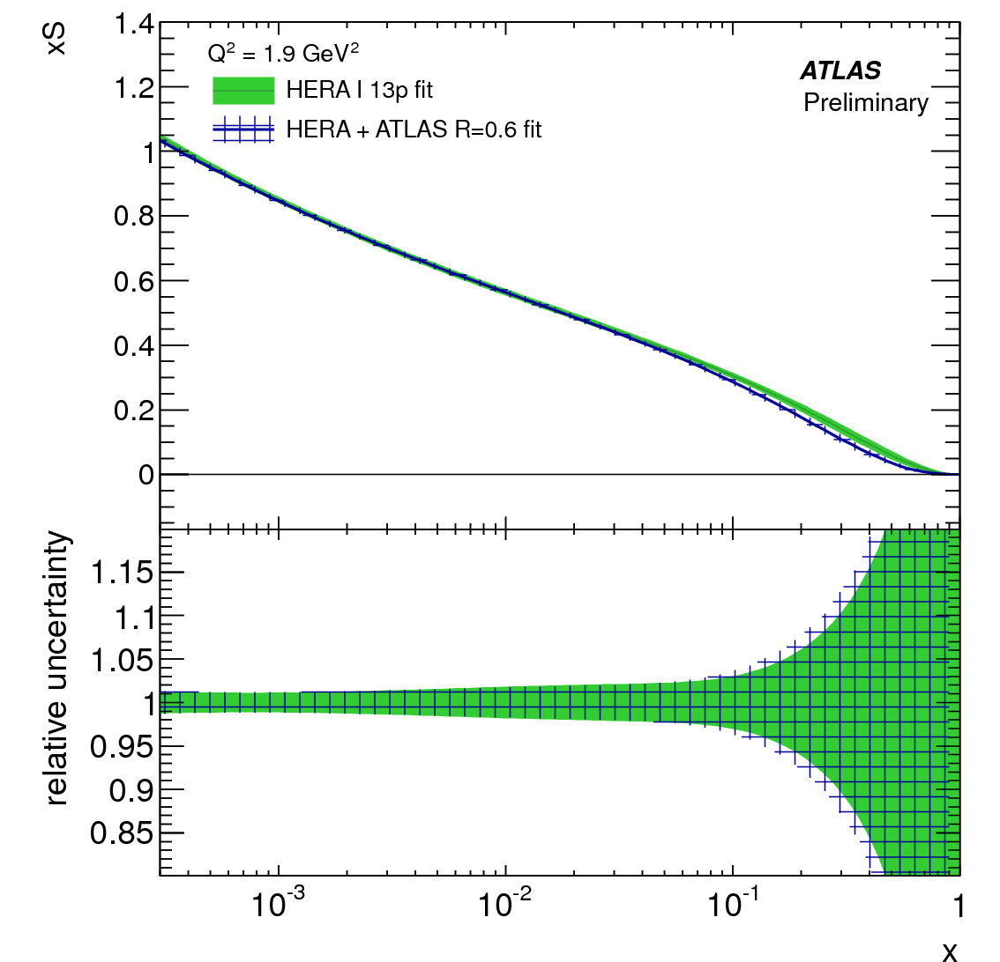 xS
1.4
1.2
1
0.8
0.6
0.4
0.2
0
Q² = 1.9 GeV²
HERA I 13p fit
HERA + ATLAS R=0.6 fit
ATLAS
Preliminary
relative uncertainty
1.15
1.1
1.05
1
0.95
0.9
0.85
10⁻³ 10⁻² 10⁻¹ 1
x